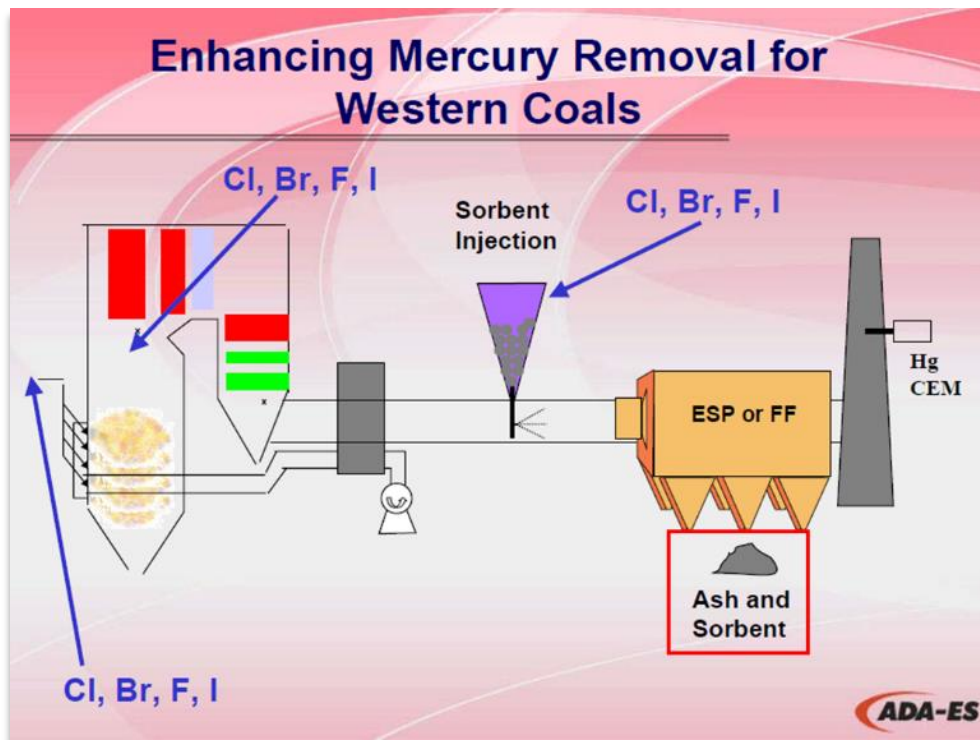 Enhancing Mercury Removal for
Western Coals
Cl, Br, F, I
Sorbent
Injection
Cl, Br, F, I
x
x
Hg
CEM
ESP or FF
Ash and
Sorbent
Cl, Br, F, I
ADA-ES